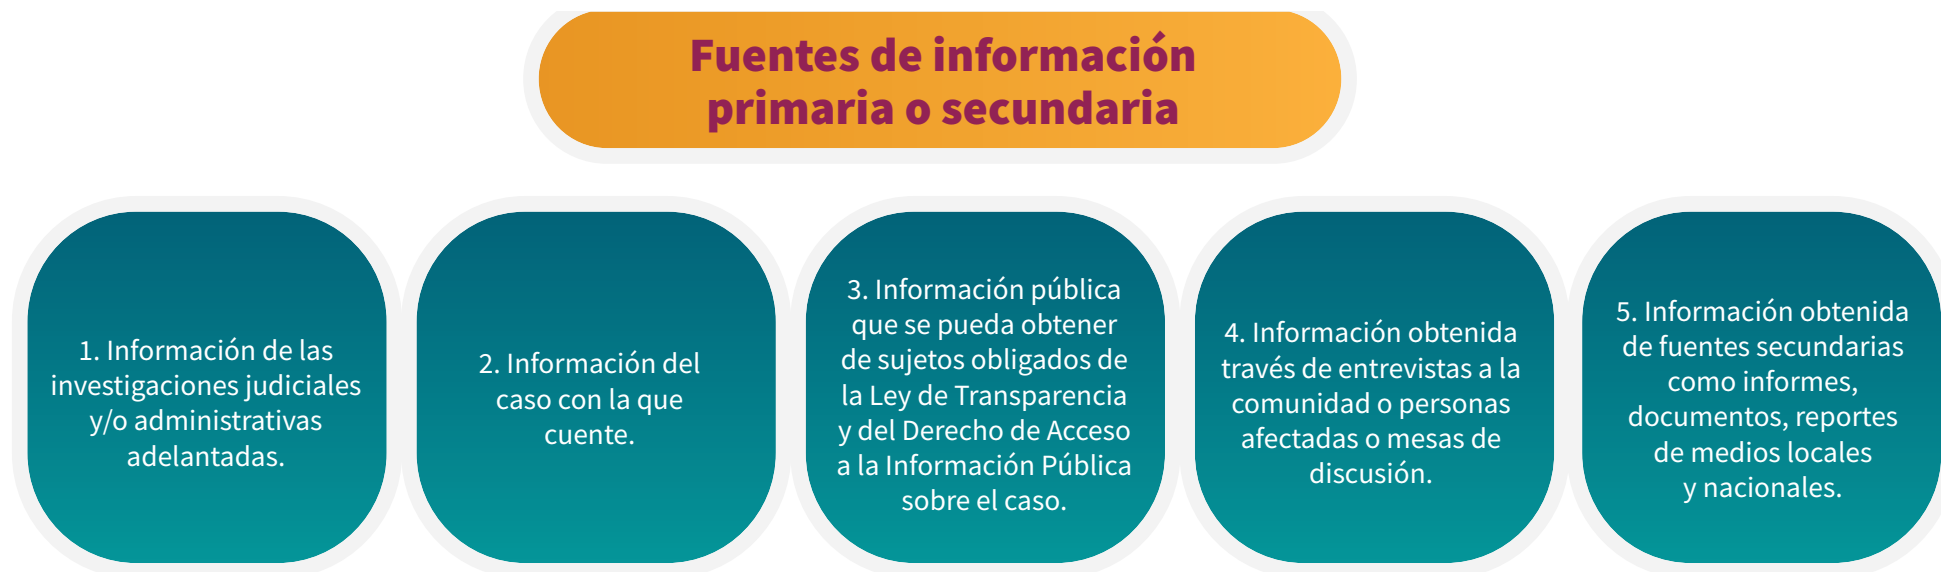 Fuentes de información
primaria o secundaria
1. Información de las
investigaciones judiciales
y/o administrativas
adelantadas.
2. Información del
caso con la que
cuente.
3. Información pública
que se pueda obtener
de sujetos obligados de
la Ley de Transparencia
y del Derecho de Acceso
a la Información Pública
sobre el caso.
4. Información obtenida
través de entrevistas a la
comunidad o personas
afectadas o mesas de
discusión.
5. Información obtenida
de fuentes secundarias
como informes,
documentos, reportes
de medios locales
y nacionales.